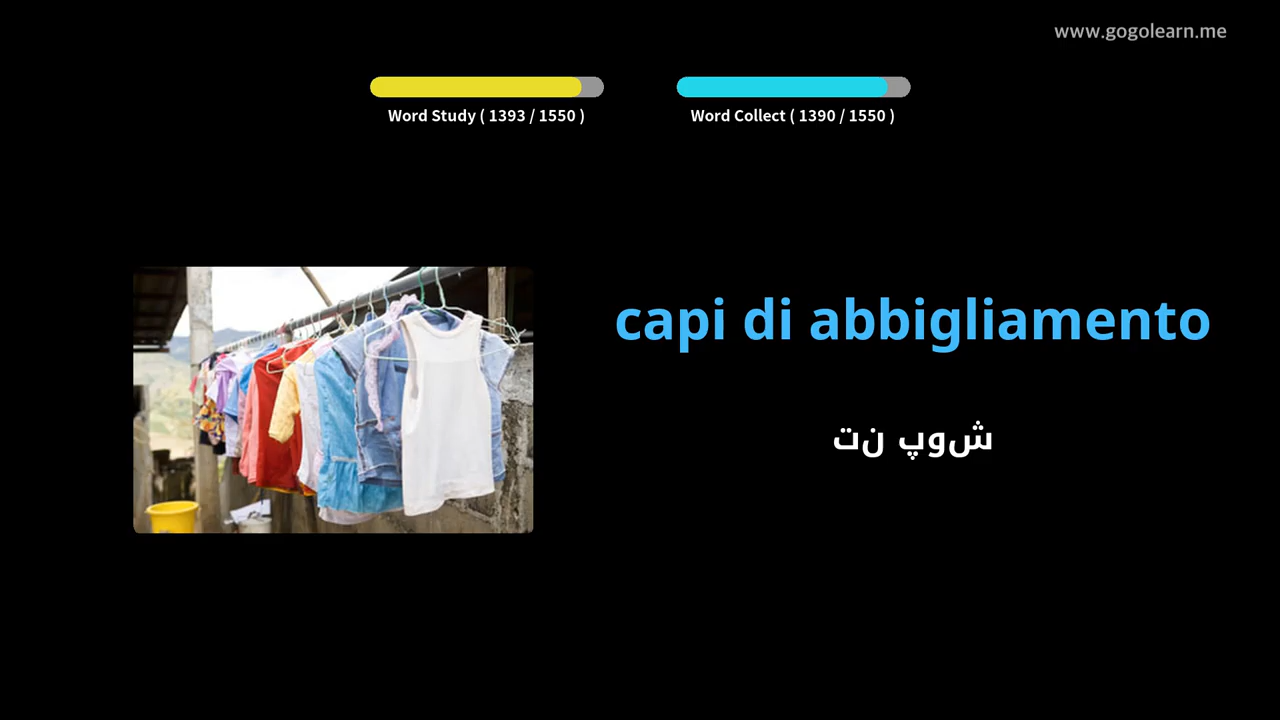 www.gogolearn.me
Word Study ( 1393 / 1550 )
Word Collect ( 1390 / 1550 )
capi di abbigliamento
شوپ نت